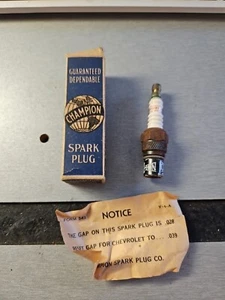 GUARANTEED
DEPENDABLE
CHAMPION
SPARK
PLUG
NOTICE
THE GAP ON THIS SPARK PLUG IS .028
GAP FOR CHEVROLET TO
SPARK PLUG CO.